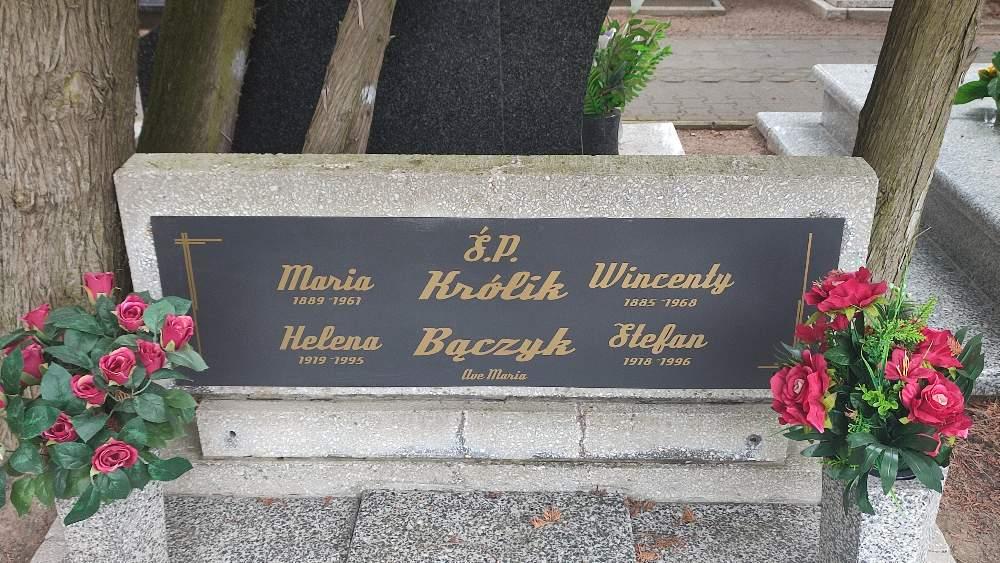 Ś.P.
Maria Królik Wincenty
1889-1961 1885-1968
Helena Bączyk Stefan
1919-1995 1918-1996
Ave Maria